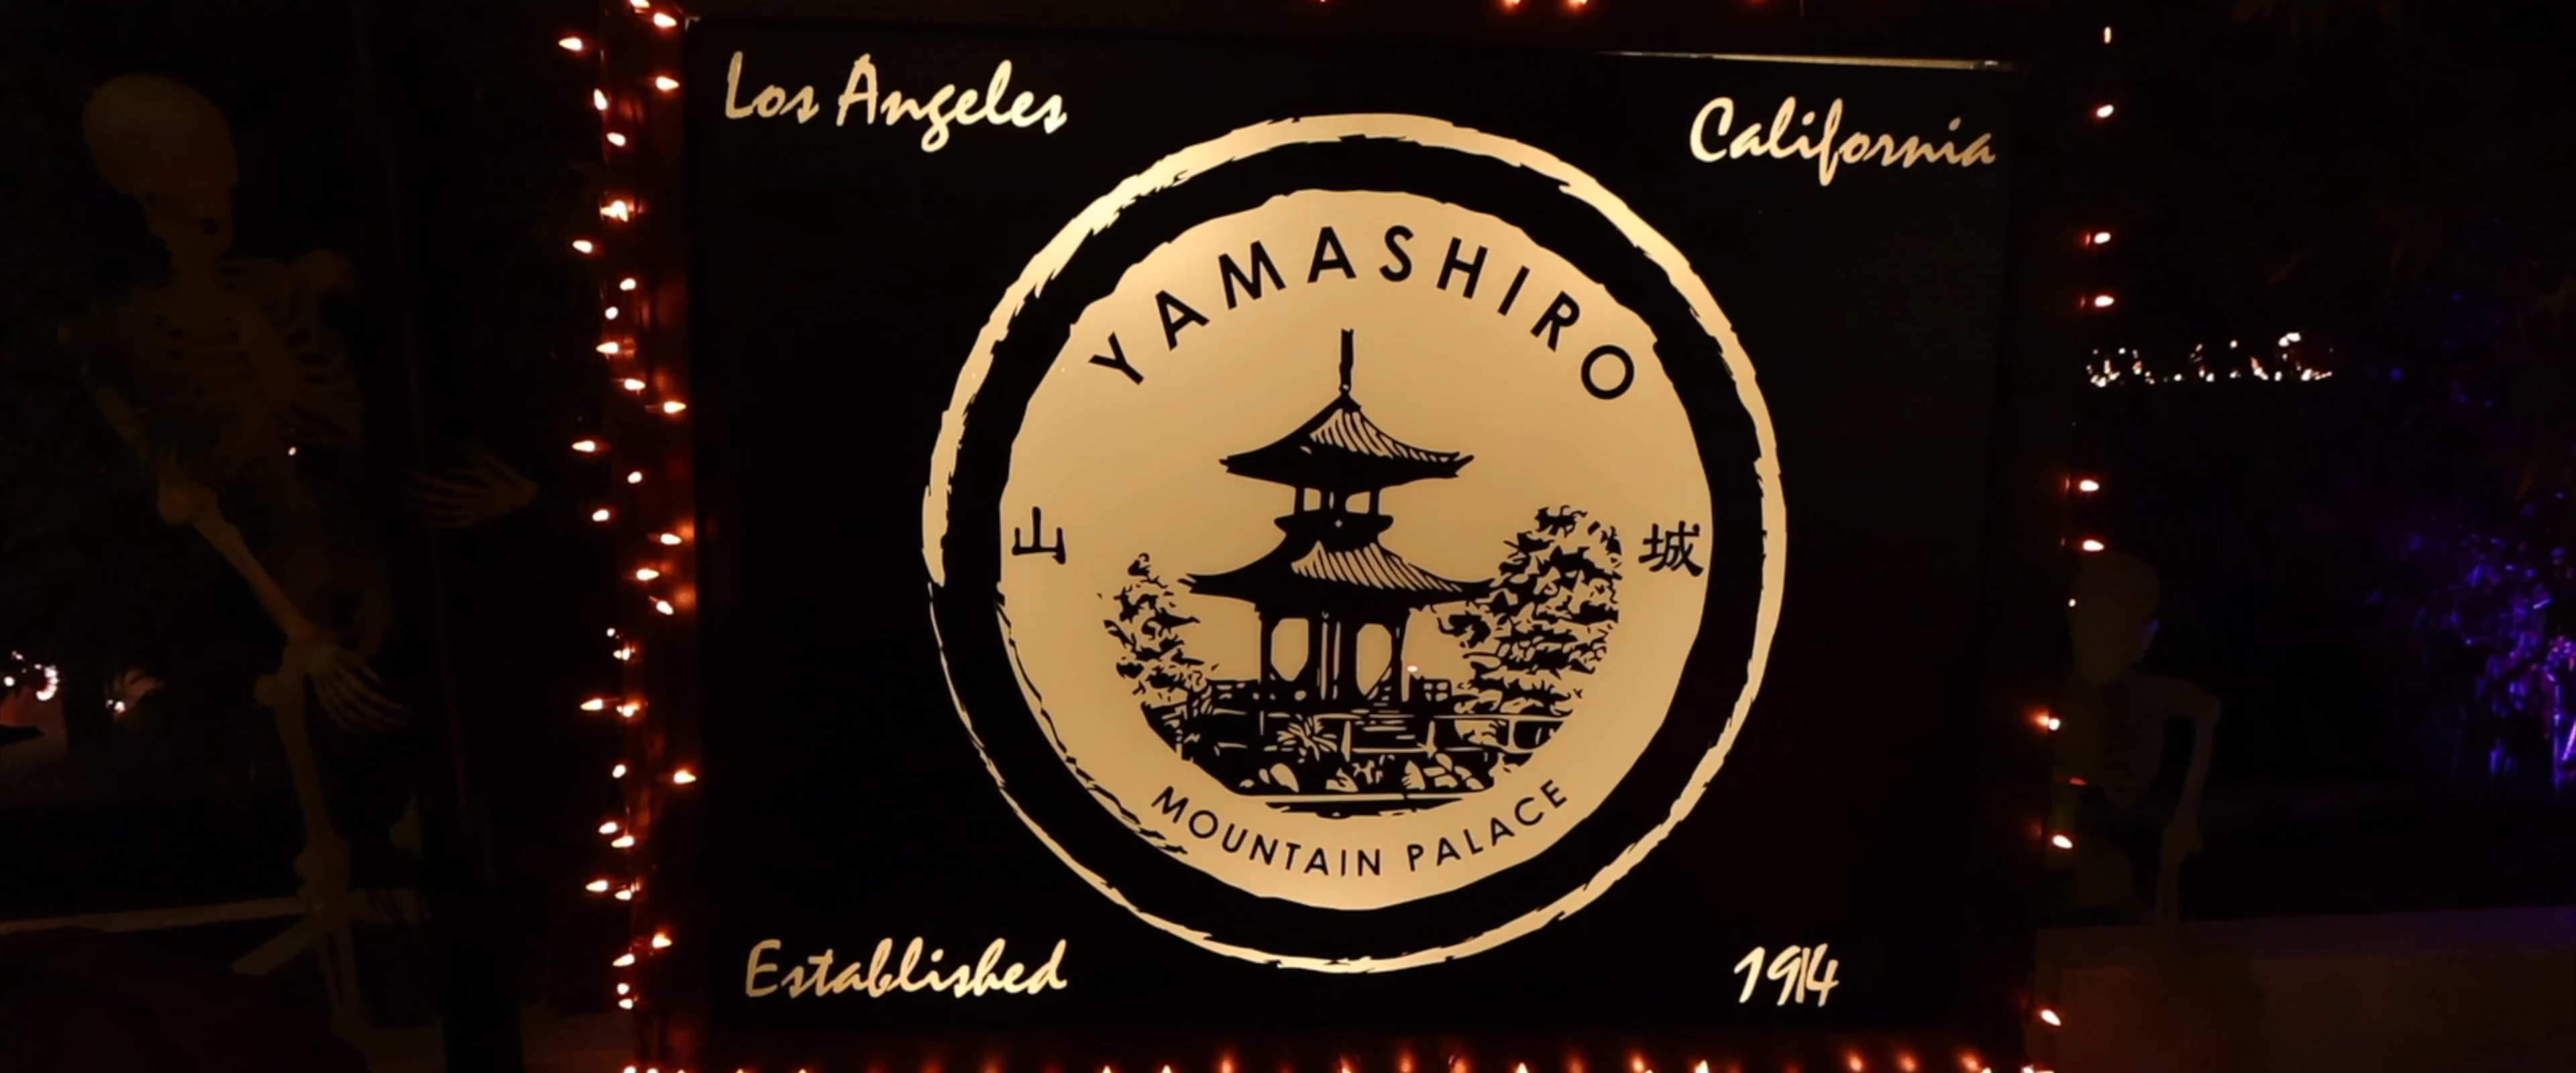 Los Angeles
California
YAMASHIRO
山
城
MOUNTAIN PALACE
Established
1914